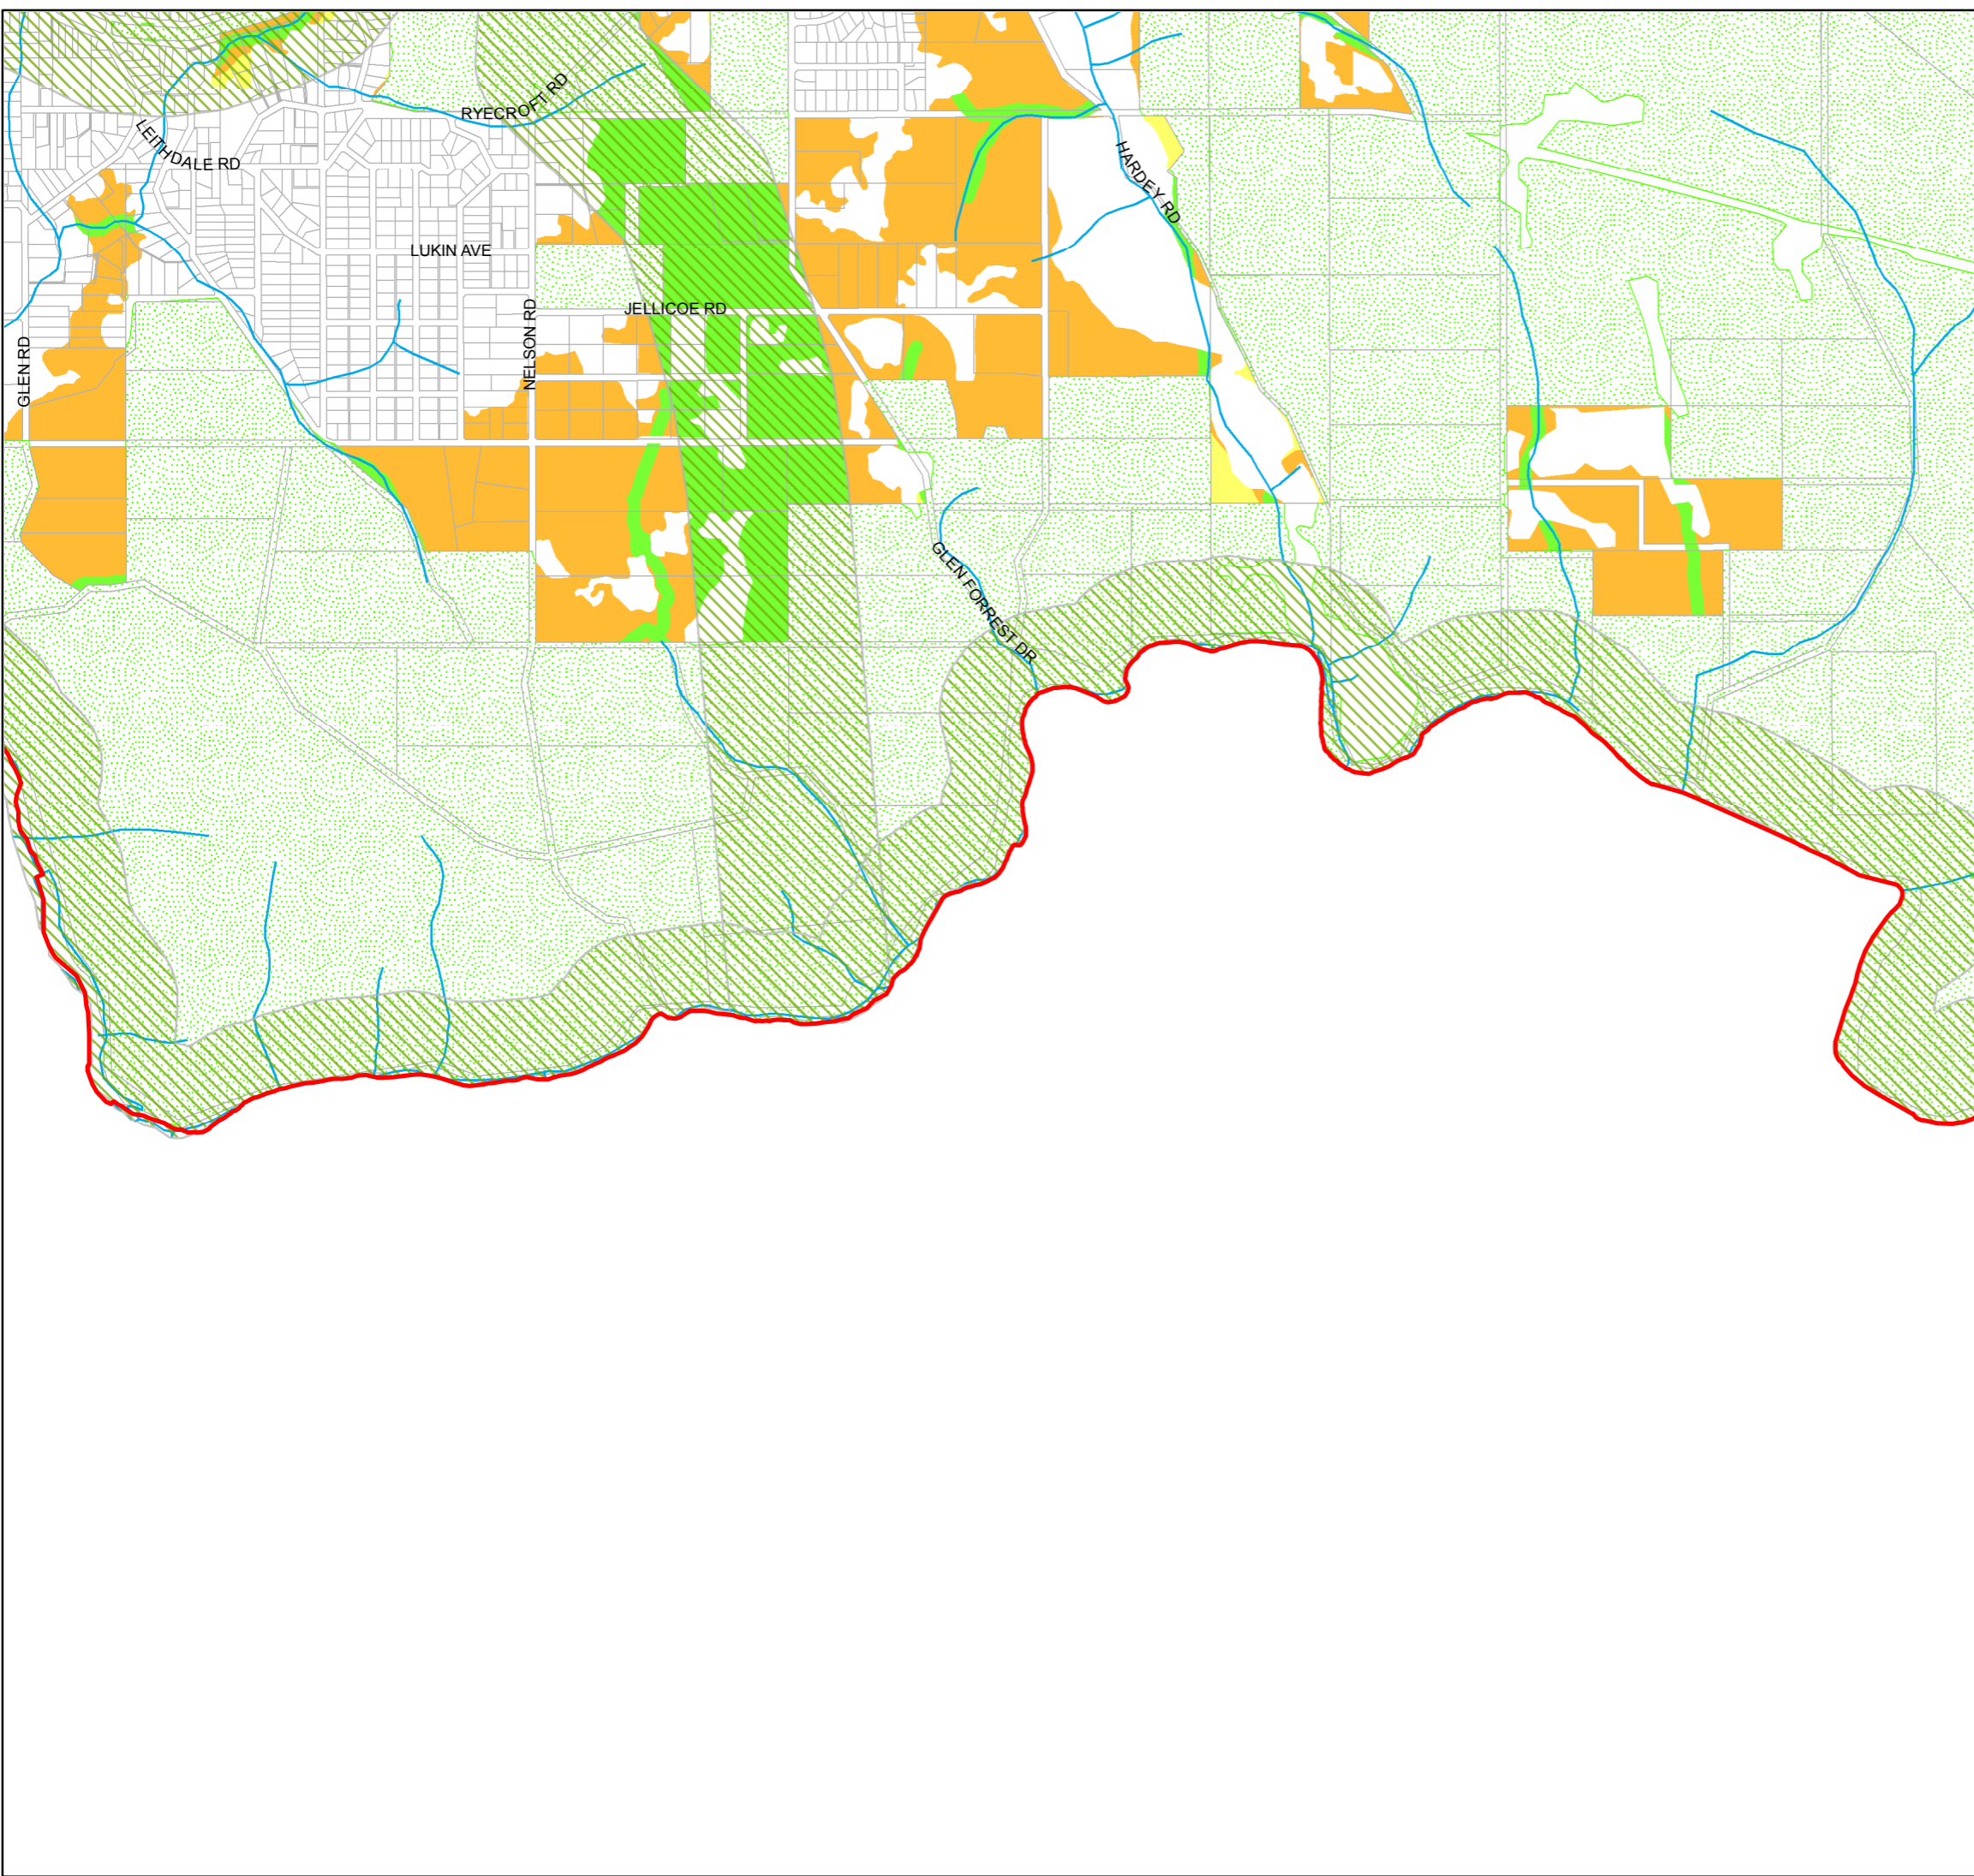 RYECROFT RD
LEITHDALE RD
HARDEY RD
LUKIN AVE
JELLICOE RD
NELSON RD
GLEN RD
GLEN FORREST DR